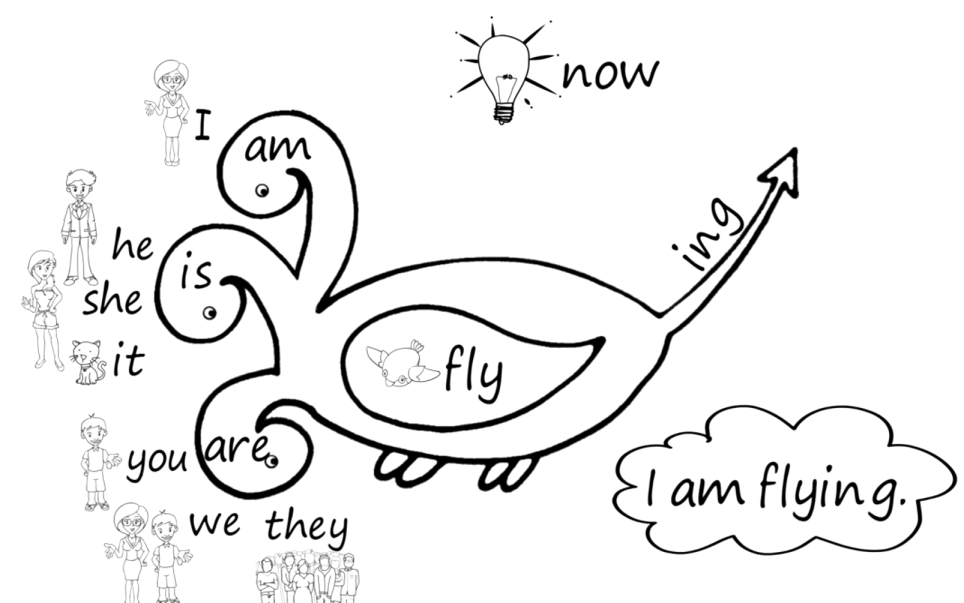 now
I
am
he
is
she
it
ing
fly
you
are
we
they
I am flying.